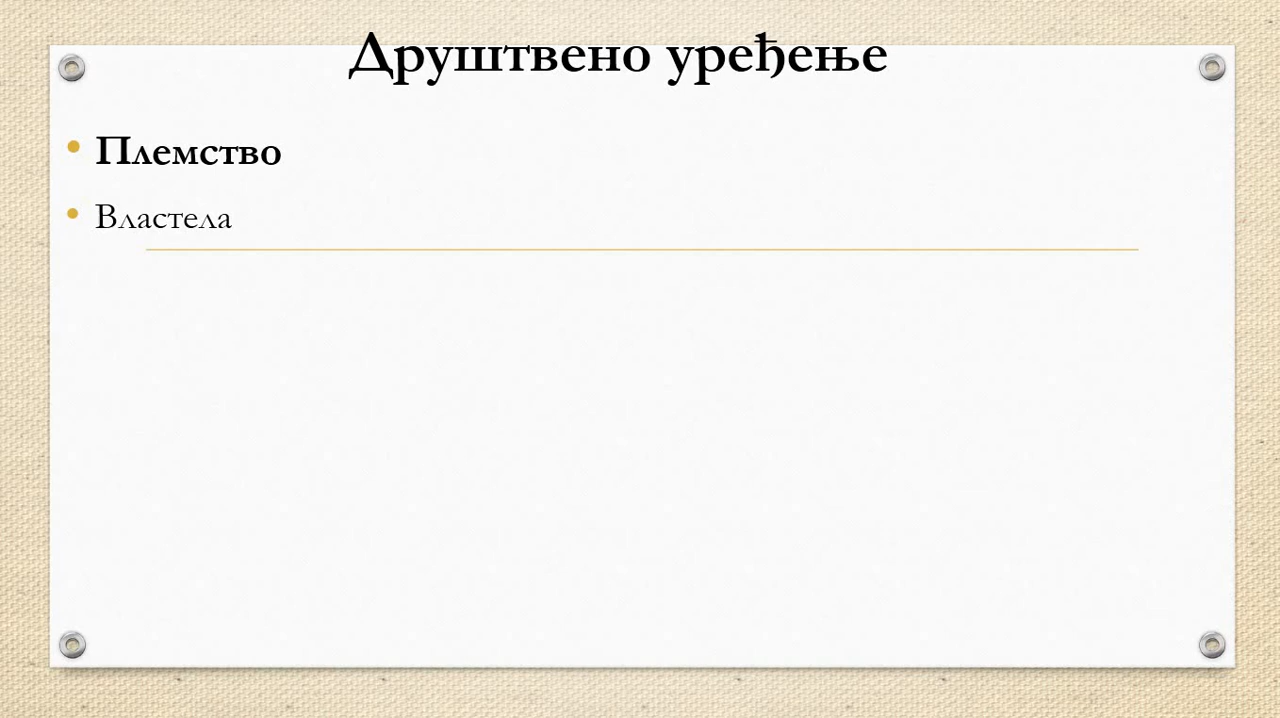 Друштвено уређење
Племство
Властела